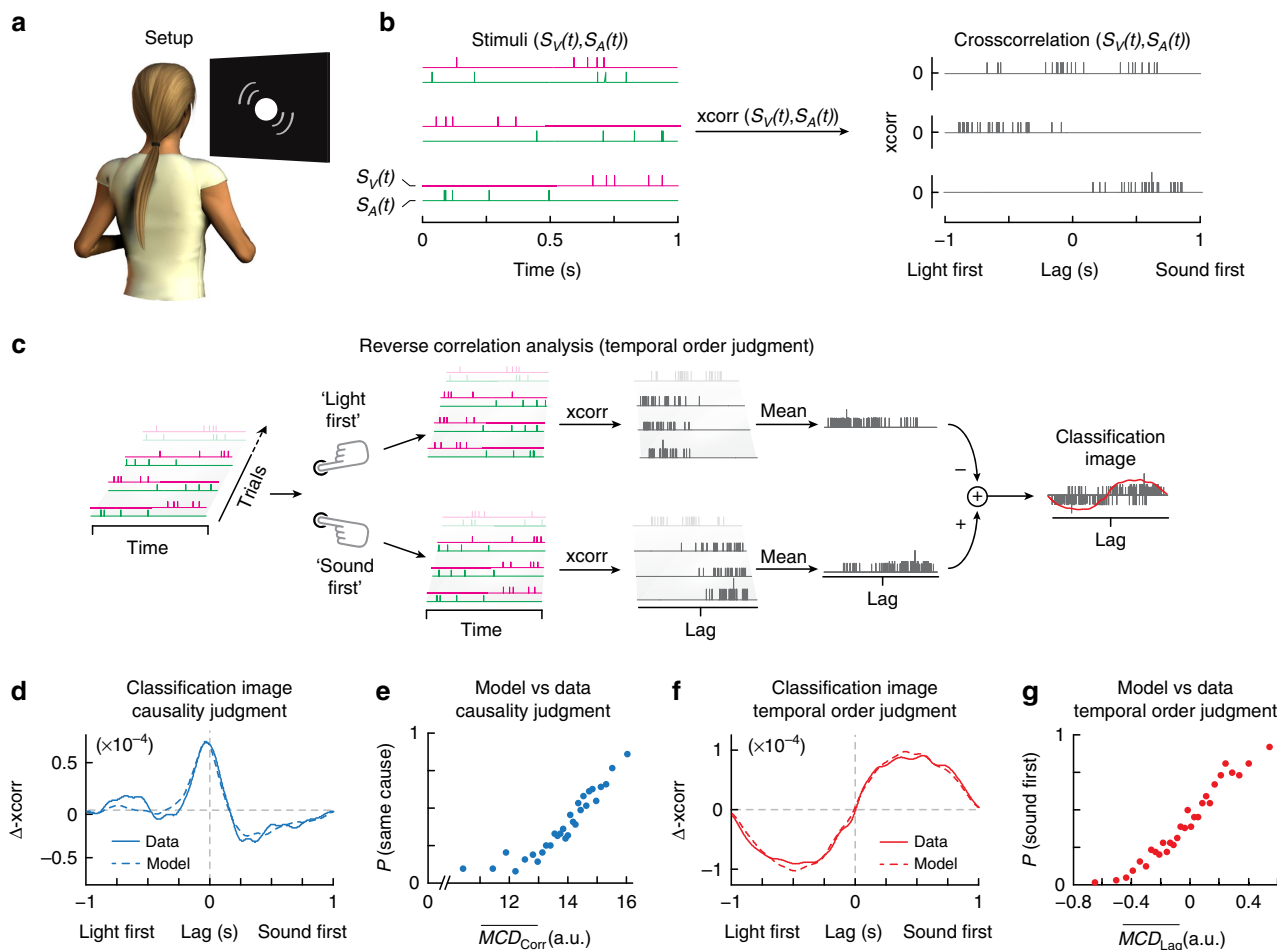 a
Setup
b
Stimuli (S_V(t),S_A(t))
S_V(t)
S_A(t)
0
0.5
1
Time (s)
xcorr (S_V(t),S_A(t))
Crosscorrelation (S_V(t),S_A(t))
xcorr
0
0
0
−1
0
1
Light first
Lag (s)
Sound first
c
Reverse correlation analysis (temporal order judgment)
Trials
Time
'Light
first'
'Sound
first'
xcorr
Mean
xcorr
Mean
Time
Lag
Lag
−
+
+
Classification
image
Lag
d
Classification image
causality judgment
(×10⁻⁴)
Δ-xcorr
0.5
0
−0.5
Data
Model
−1
0
1
Light first
Lag (s)
Sound first
e
Model vs data
causality judgment
P (same cause)
1
0
0
10
12
14
16
MCD_Corr (a.u.)
f
Classification image
temporal order judgment
(×10⁻⁴)
Δ-xcorr
1
0
−1
Data
Model
−1
0
1
Light first
Lag (s)
Sound first
g
Model vs data
temporal order judgment
P (sound first)
1
0
−0.8
−0.4
0
0.4
MCD_Lag (a.u.)